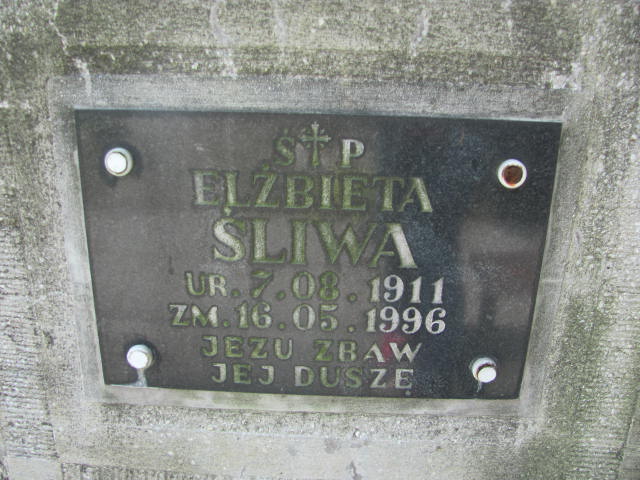 Ś † P
ELŻBIETA
ŚLIWA
UR. 7. 08. 1911
ZM. 16. 05. 1996
JEZU ZBAW
JEJ DUSZE